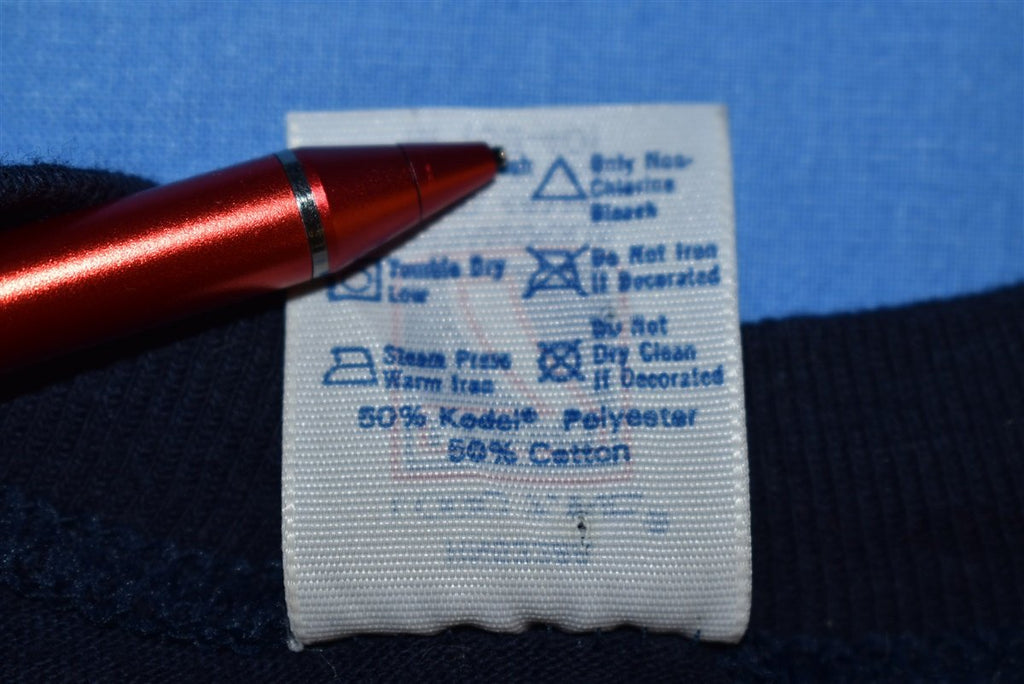 Only Non-
Chlorine
Bleach
Tumble Dry
Low
Do Not Iron
If Decorated
Steam Press
Warm Iron
Do Not
Dry Clean
If Decorated
50% Kodel® Polyester
50% Cotton